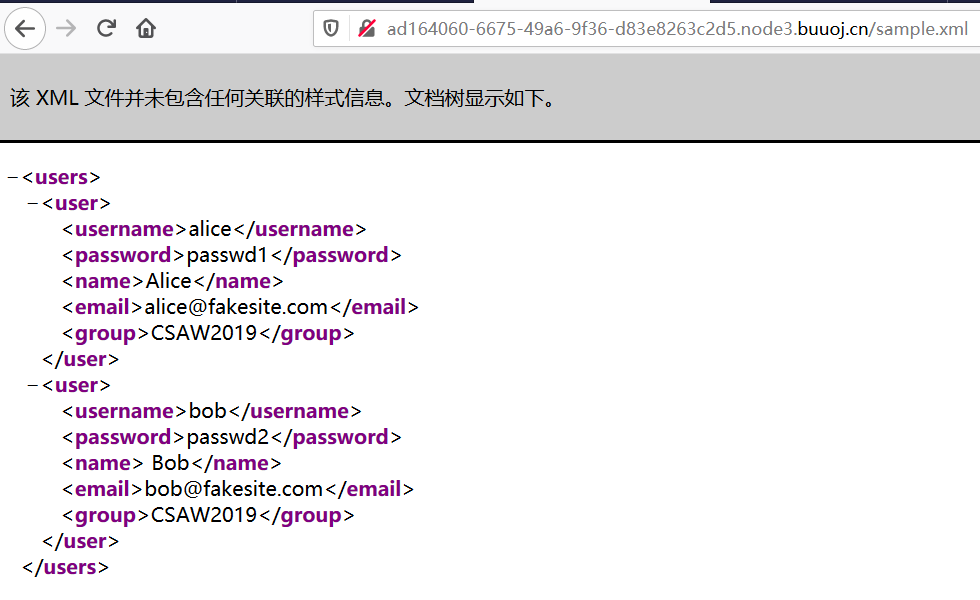 ad164060-6675-49a6-9f36-d83e8263c2d5.node3.buuoj.cn/sample.xml
该 XML 文件并未包含任何关联的样式信息。文档树显示如下。
−<users>
−<user>
<username>alice</username>
<password>passwd1</password>
<name>Alice</name>
<email>alice@fakesite.com</email>
<group>CSAW2019</group>
</user>
−<user>
<username>bob</username>
<password>passwd2</password>
<name> Bob</name>
<email>bob@fakesite.com</email>
<group>CSAW2019</group>
</user>
</users>